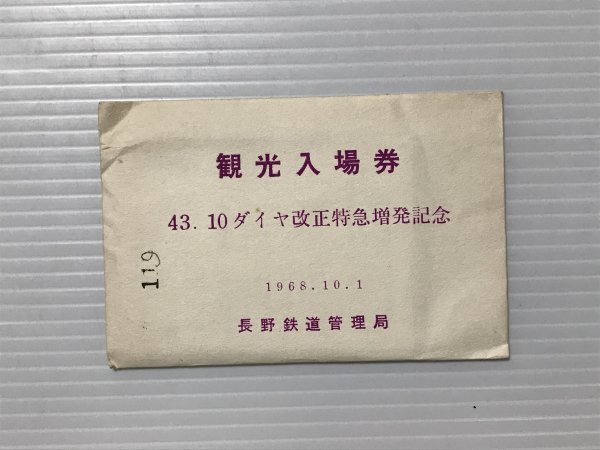 観光入場券
43.10ダイヤ改正特急増発記念
1968.10.1
長野鉄道管理局
119